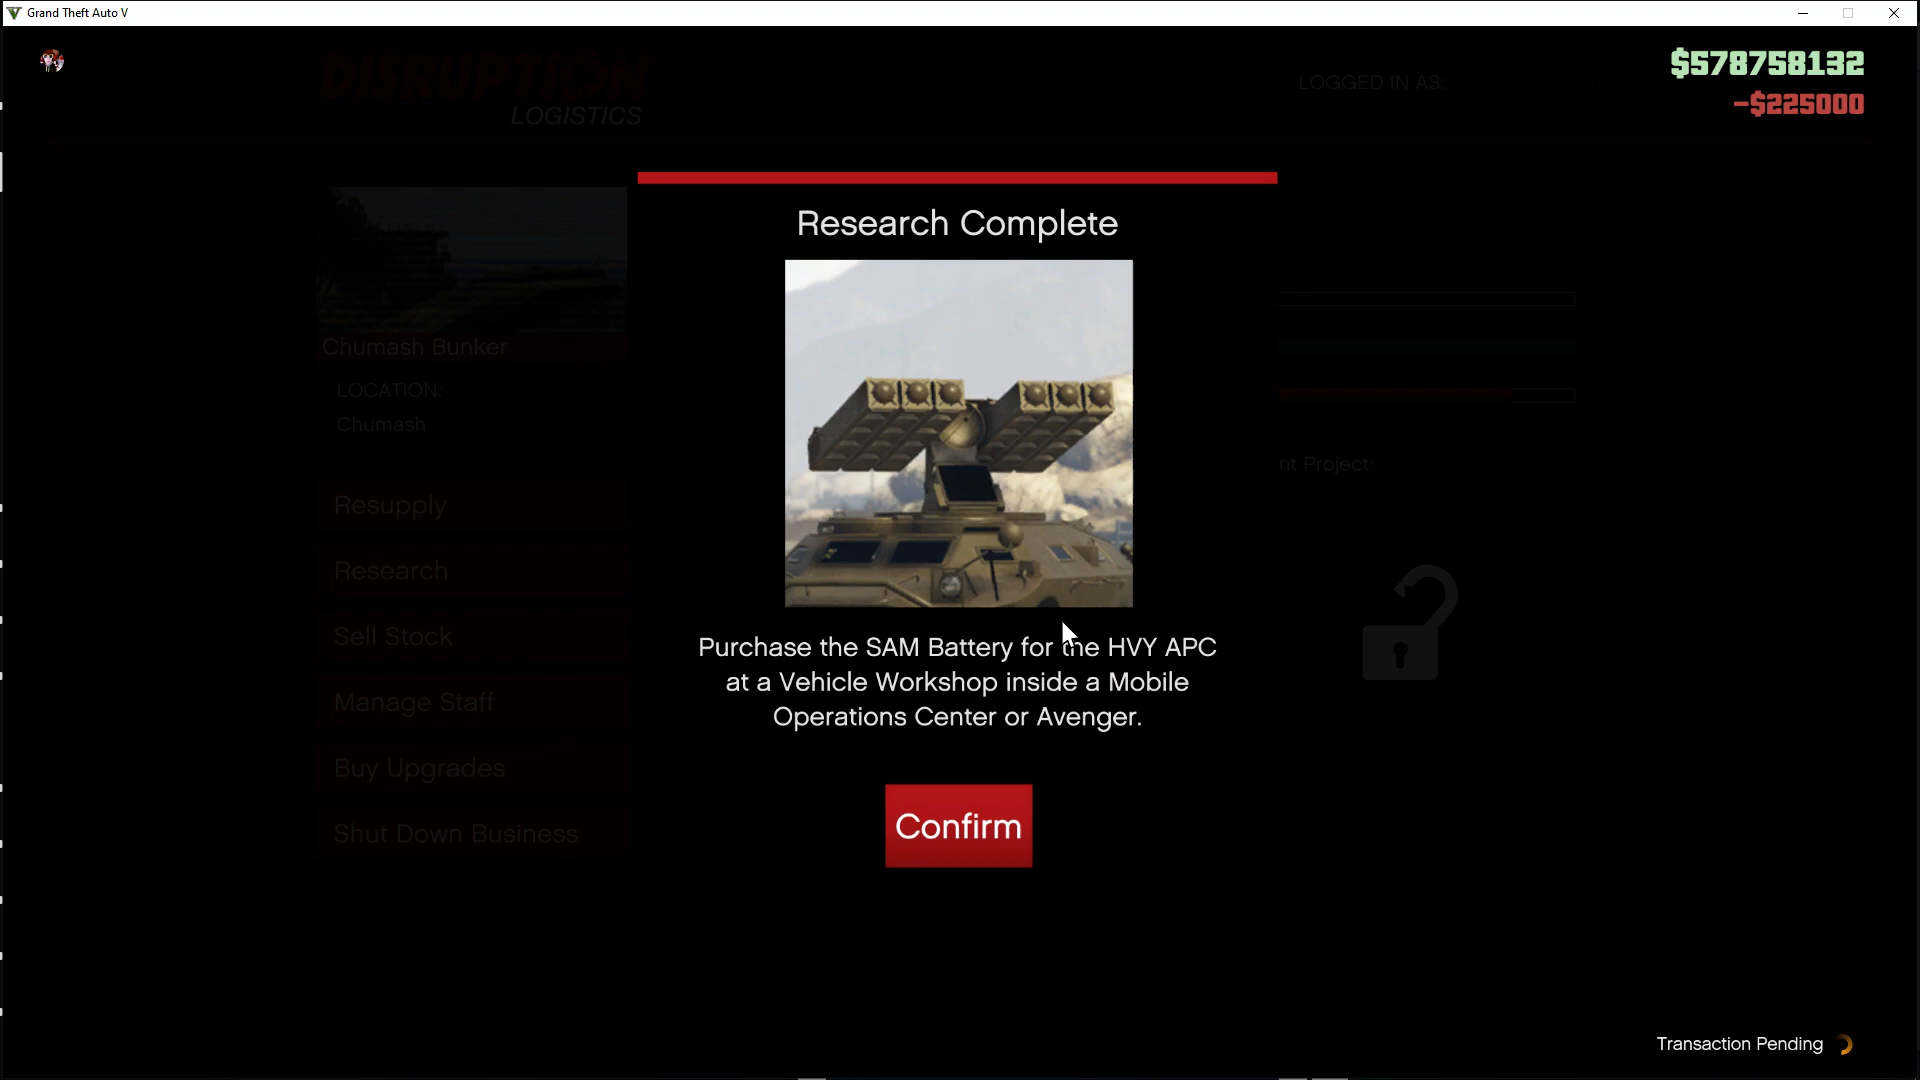 Grand Theft Auto V
DISRUPTION
LOGISTICS
LOGGED IN AS:
$578758132
-$225000
Research Complete
Chumash Bunker
LOCATION:
Chumash
nt Project:
Resupply
Research
Sell Stock
Manage Staff
Buy Upgrades
Shut Down Business
Purchase the SAM Battery for the HVY APC
at a Vehicle Workshop inside a Mobile
Operations Center or Avenger.
Confirm
Transaction Pending